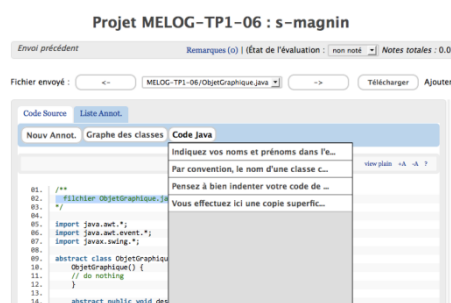 Projet MELOG-TP1-06 : s-magnin
Envoi précédent
Remarques (0) | (État de l'évaluation : non noté Notes totales : 0.0
Fichier envoyé : <- MELOG-TP1-06/ObjetGraphique.java -> Télécharger Ajouter
Code Source Liste Annot.
Nouv Annot. Graphe des classes Code Java
Indiquez vos noms et prénoms dans l'e...
Par convention, le nom d'une classe c...
Pensez à bien indenter votre code de ...
Vous effectuez ici une copie superfic...
view plain +A -A ?
01. /**
02. filchier ObjetGraphique.ja
03. */
04.
05. import java.awt.*;
06. import java.awt.event.*;
07. import javax.swing.*;
08.
09. abstract class ObjetGraphiqu
10. ObjetGraphique() {
11. // do nothing
12. }
13.
14. abstract public void des